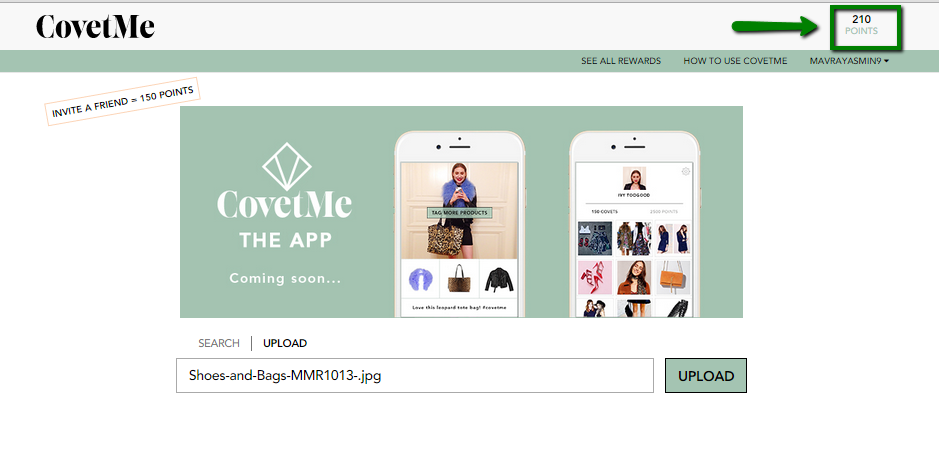 CovetMe
210
POINTS
SEE ALL REWARDS
HOW TO USE COVETME
MAVRAYASMIN9
INVITE A FRIEND = 150 POINTS
CovetMe
THE APP
Coming soon...
TAG MORE PRODUCTS
Love this leopard tote bag! #covetme
IVY TOOGOOD
150 COVETS
2000 POINTS
SEARCH
UPLOAD
Shoes-and-Bags-MMR1013-.jpg
UPLOAD